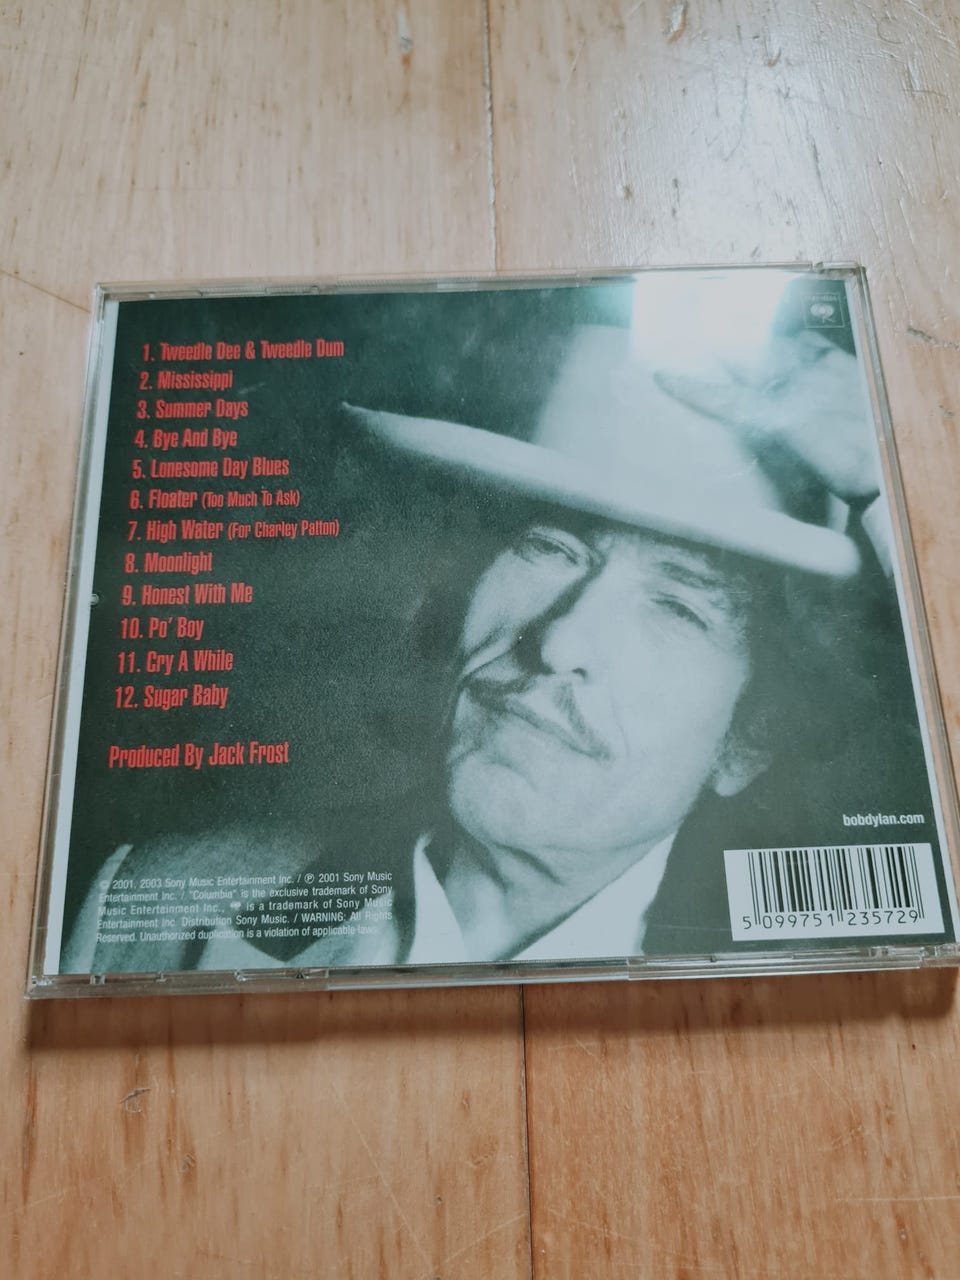 1. Tweedle Dee & Tweedle Dum
2. Mississippi
3. Summer Days
4. Bye And Bye
5. Lonesome Day Blues
6. Floater (Too Much To Ask)
7. High Water (For Charley Patton)
8. Moonlight
9. Honest With Me
10. Po' Boy
11. Cry A While
12. Sugar Baby
Produced By Jack Frost
bobdylan.com
© 2001, 2003 Sony Music Entertainment Inc. / ℗ 2001 Sony Music
Entertainment Inc. / "Columbia" is the exclusive trademark of Sony
Music Entertainment Inc., is a trademark of Sony Music
Entertainment Inc. Distribution Sony Music. / WARNING: All Rights
Reserved. Unauthorized duplication is a violation of applicable laws.
5 099751 235729